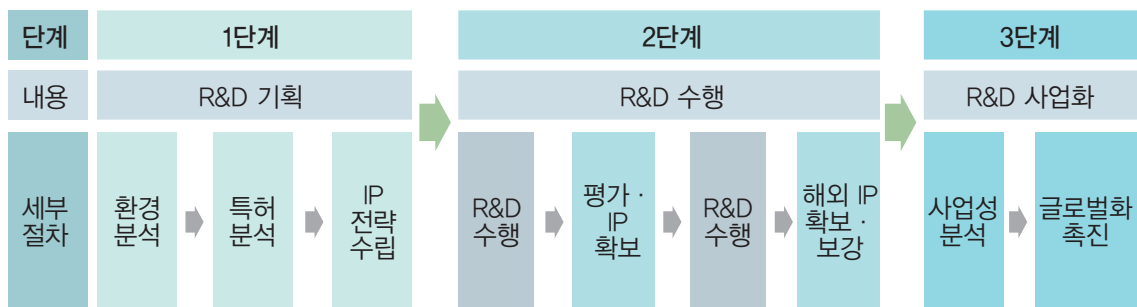 단계
1단계
2단계
3단계
내용
R&D 기획
R&D 수행
R&D 사업화
세부
절차
환경
분석
특허
분석
IP
전략
수립
R&D
수행
평가 ·
IP
확보
R&D
수행
해외 IP
확보 ·
보강
사업성
분석
글로벌화
촉진